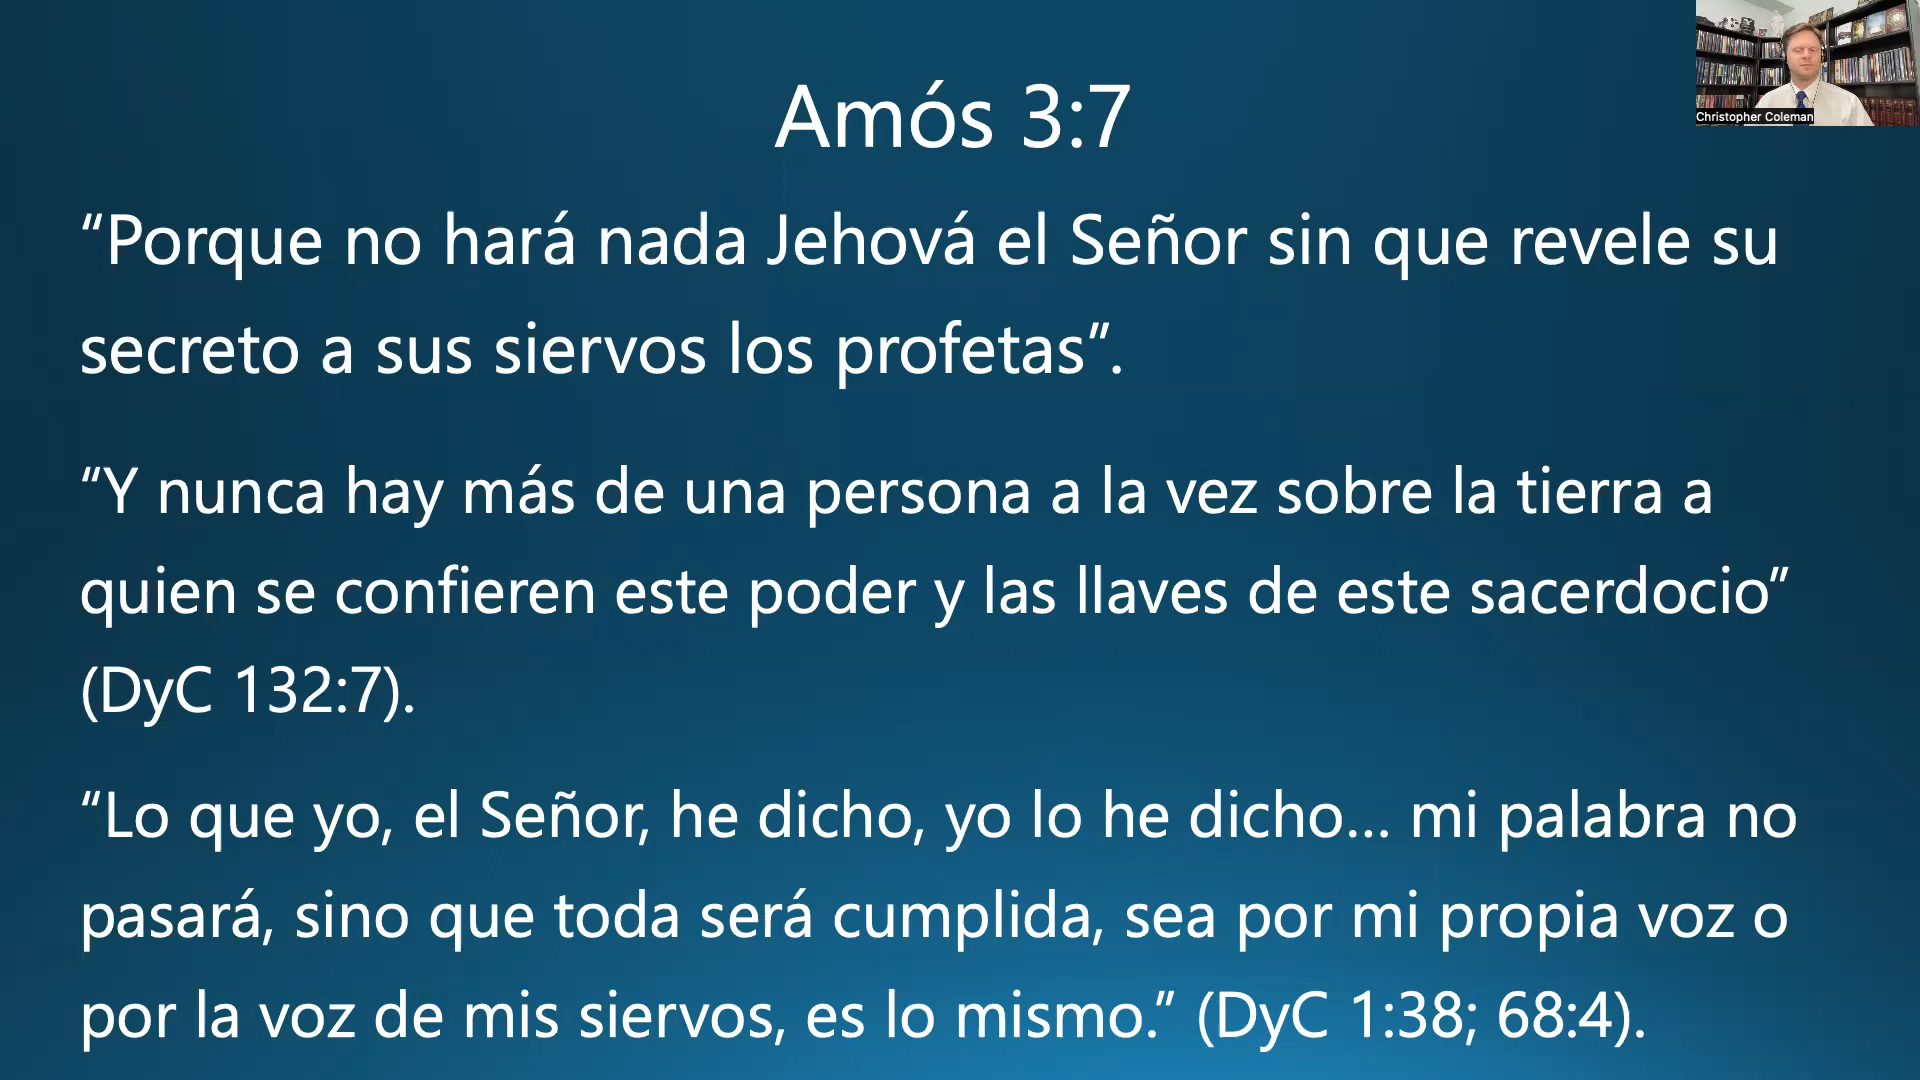 Amós 3:7
“Porque no hará nada Jehová el Señor sin que revele su
secreto a sus siervos los profetas”.
“Y nunca hay más de una persona a la vez sobre la tierra a
quien se confieren este poder y las llaves de este sacerdocio”
(DyC 132:7).
“Lo que yo, el Señor, he dicho, yo lo he dicho... mi palabra no
pasará, sino que toda será cumplida, sea por mi propia voz o
por la voz de mis siervos, es lo mismo.” (DyC 1:38; 68:4).
Christopher Coleman